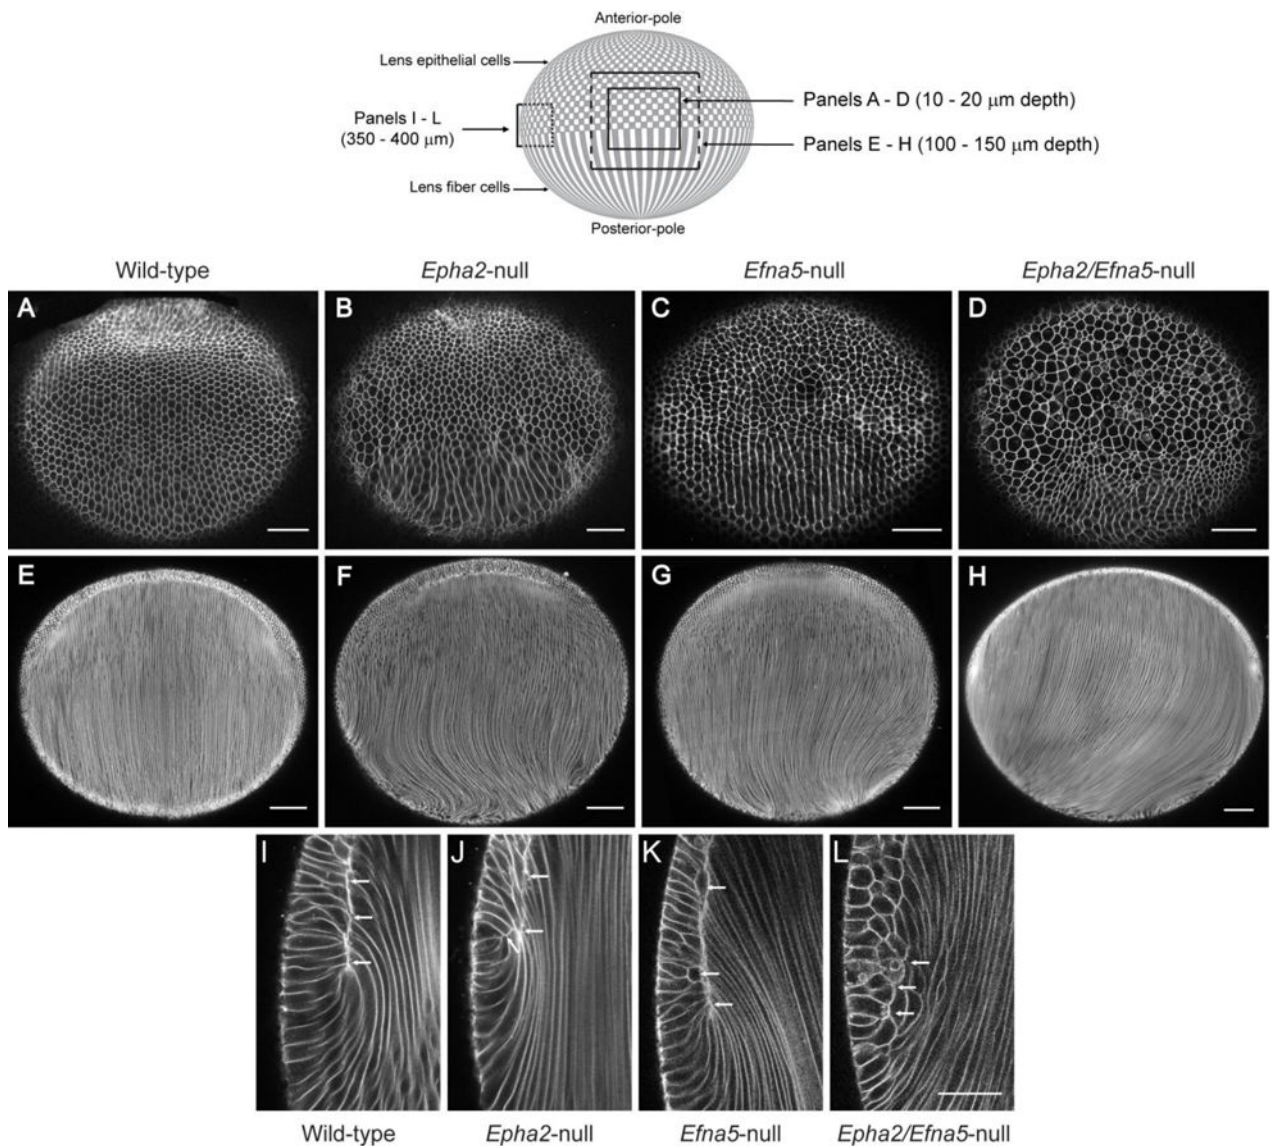 Anterior-pole
Lens epithelial cells
Panels A - D (10 - 20 μm depth)
Panels I - L
(350 - 400 μm)
Panels E - H (100 - 150 μm depth)
Lens fiber cells
Posterior-pole
Wild-type
Epha2-null
Efna5-null
Epha2/Efna5-null
A
B
C
D
E
F
G
H
I
J
K
L
Wild-type
Epha2-null
Efna5-null
Epha2/Efna5-null